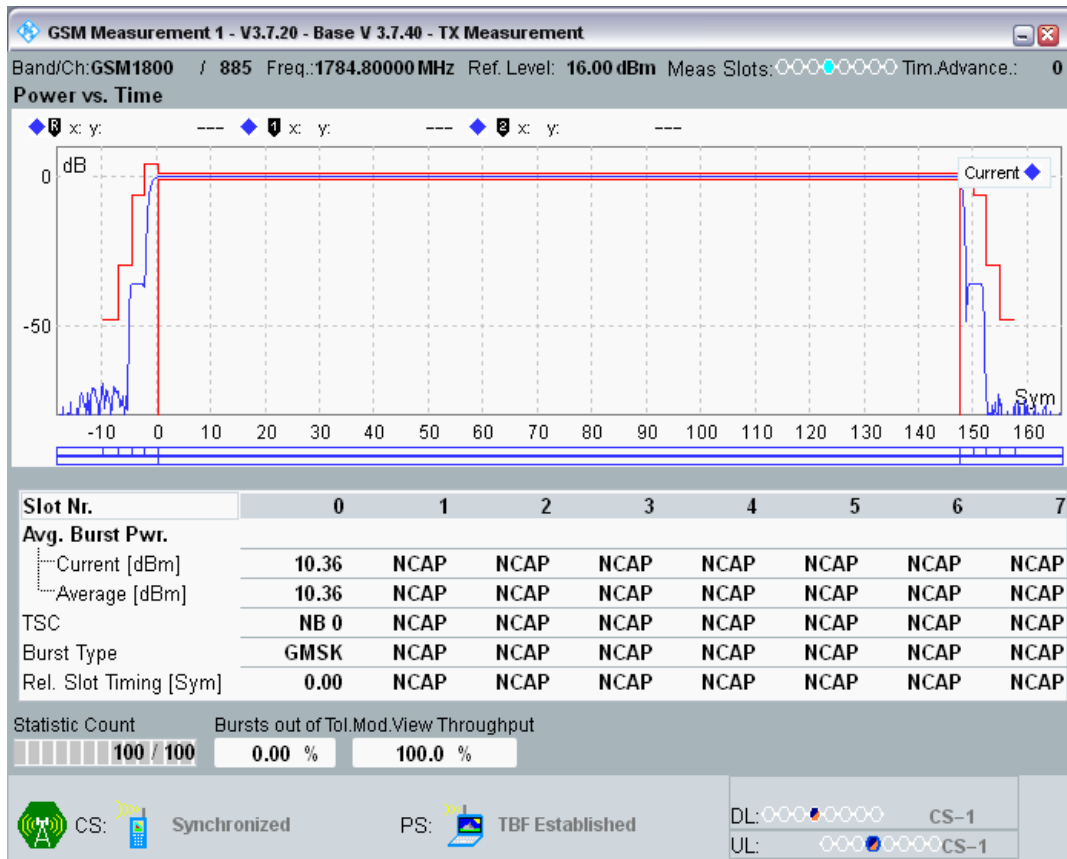 GSM Measurement 1 - V3.7.20 - Base V 3.7.40 - TX Measurement
Band/Ch:GSM1800 / 885 Freq.:1784.80000 MHz Ref. Level: 16.00 dBm Meas Slots: Tim.Advance.: 0
Power vs. Time
R x: y: --- 1 x: y: --- 2 x: y: ---
dB
Current
0
-50
Sym
-10 0 10 20 30 40 50 60 70 80 90 100 110 120 130 140 150 160
Slot Nr. 0 1 2 3 4 5 6 7
Avg. Burst Pwr.
Current [dBm] 10.36 NCAP NCAP NCAP NCAP NCAP NCAP NCAP
Average [dBm] 10.36 NCAP NCAP NCAP NCAP NCAP NCAP NCAP
TSC NB 0 NCAP NCAP NCAP NCAP NCAP NCAP NCAP
Burst Type GMSK NCAP NCAP NCAP NCAP NCAP NCAP NCAP
Rel. Slot Timing [Sym] 0.00 NCAP NCAP NCAP NCAP NCAP NCAP NCAP
Statistic Count Bursts out of Tol.Mod.View Throughput
100 / 100 0.00 % 100.0 %
CS: Synchronized PS: TBF Established
DL: CS-1
UL: CS-1